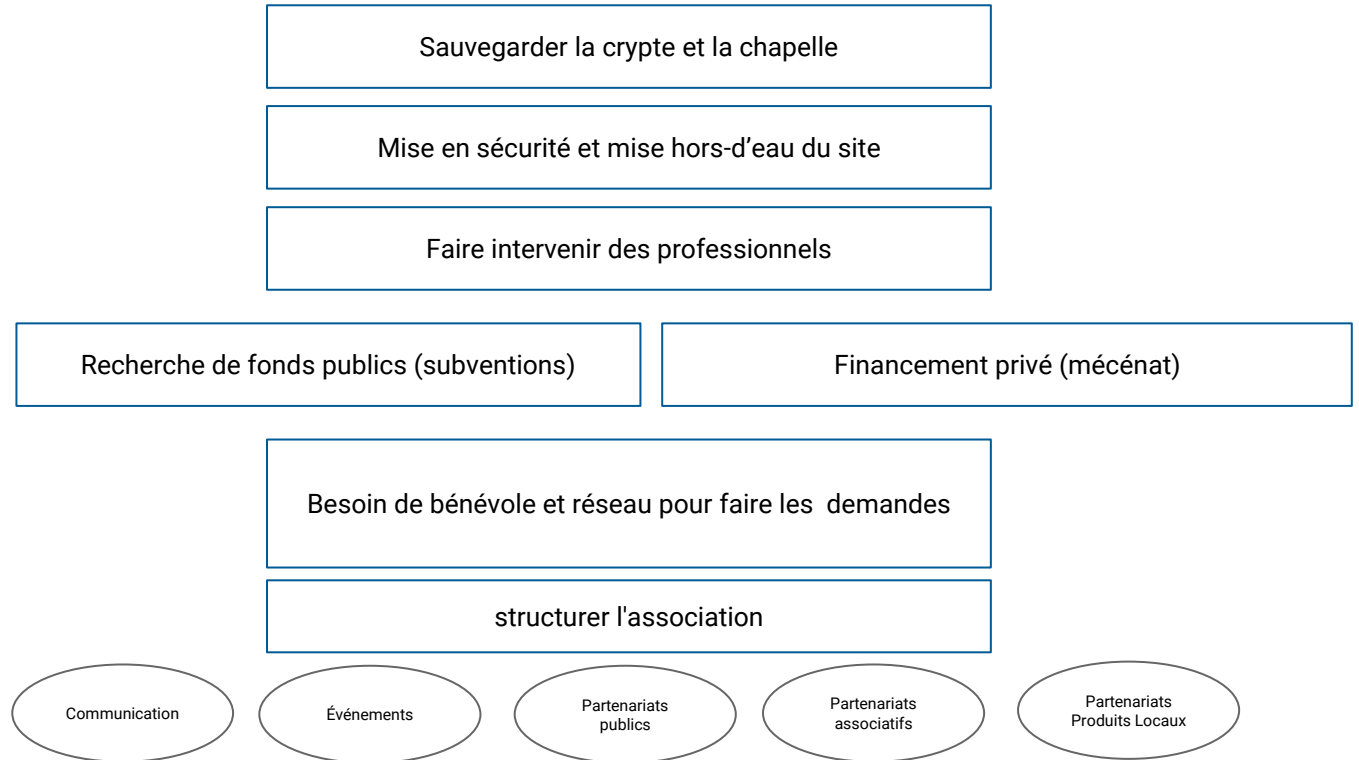 Sauvegarder la crypte et la chapelle
Mise en sécurité et mise hors-d’eau du site
Faire intervenir des professionnels
Recherche de fonds publics (subventions)
Financement privé (mécénat)
Besoin de bénévole et réseau pour faire les  demandes
structurer l'association
Communication
Événements
Partenariats
publics
Partenariats
associatifs
Partenariats
Produits Locaux